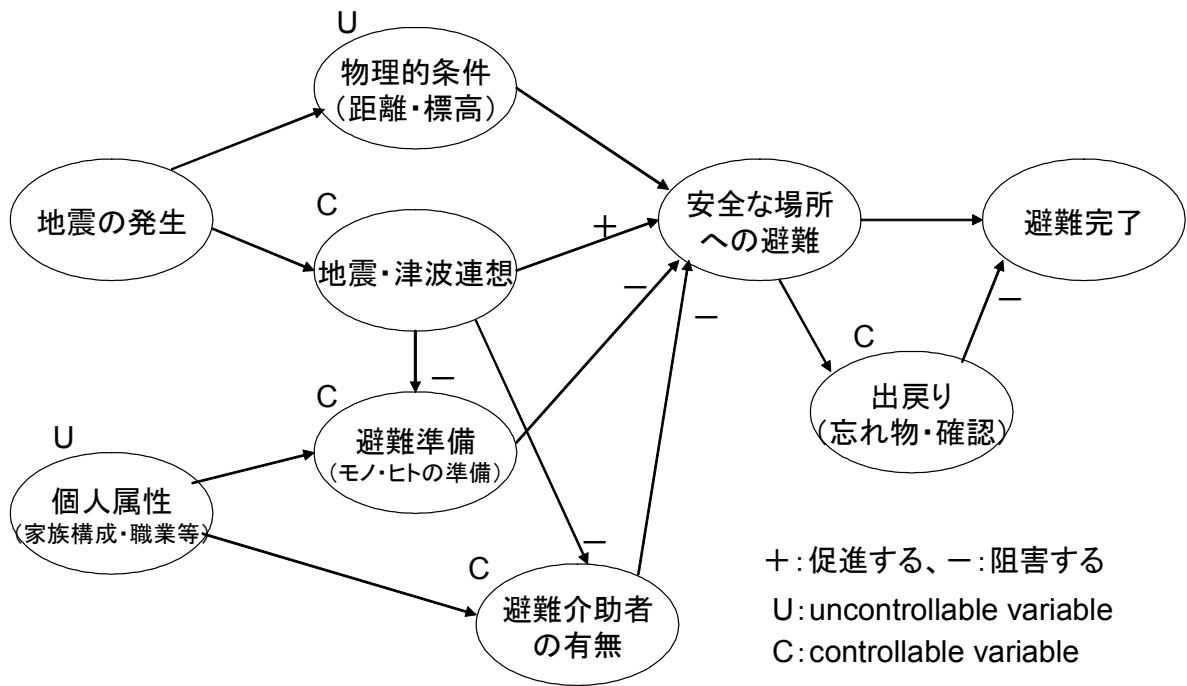 U
物理的条件
(距離・標高)
地震の発生
C
地震・津波連想
+
安全な場所
への避難
避難完了
－
－
－
－
C
避難準備
(モノ・ヒトの準備)
C
出戻り
(忘れ物・確認)
U
個人属性
(家族構成・職業等)
－
C
避難介助者
の有無
＋:促進する、－:阻害する
U:uncontrollable variable
C:controllable variable